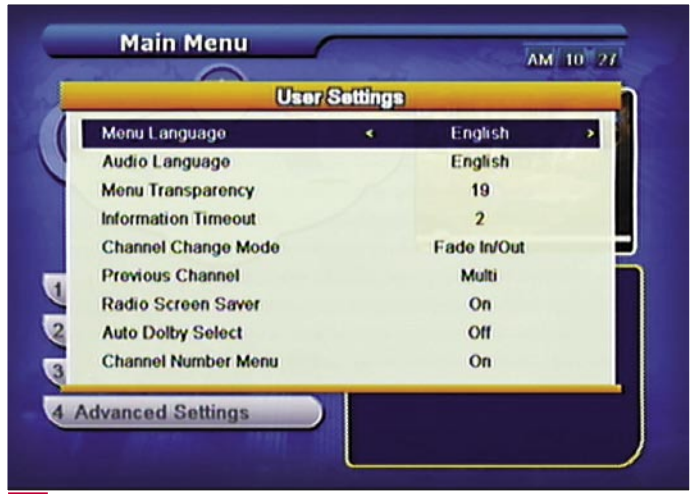 Main Menu
AM 10 27
User Settings
Menu Language < English >
Audio Language English
Menu Transparency 19
Information Timeout 2
Channel Change Mode Fade In/Out
Previous Channel Multi
Radio Screen Saver On
Auto Dolby Select Off
Channel Number Menu On
1
2
3
4 Advanced Settings